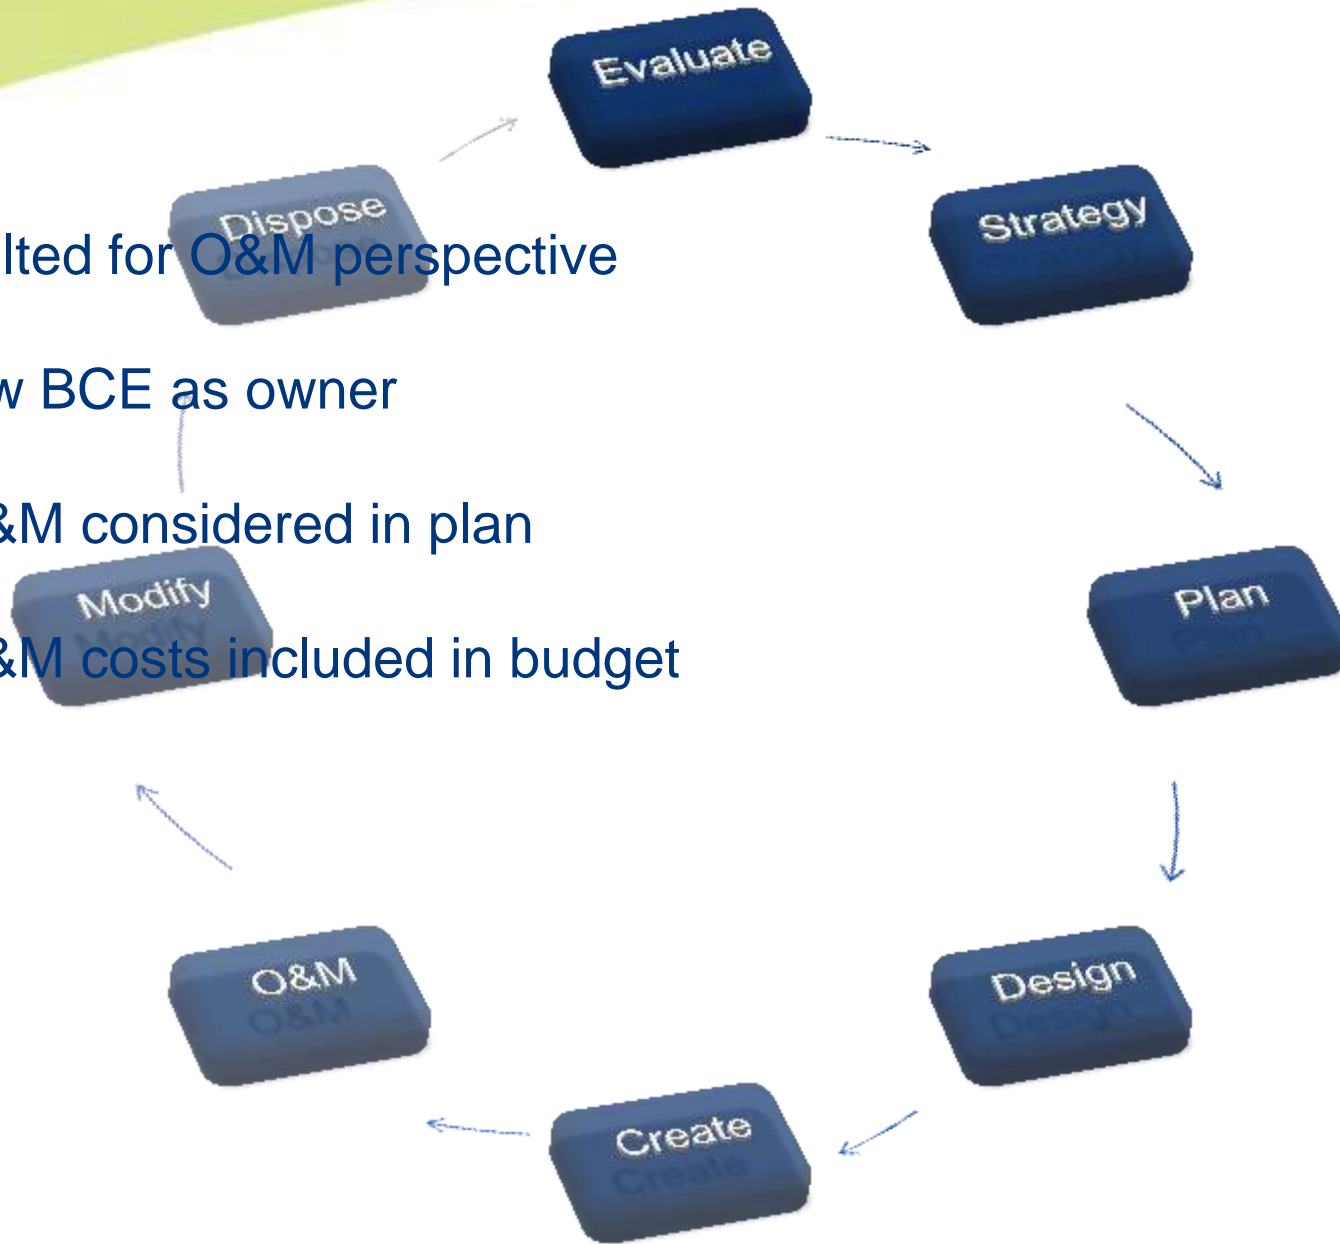 Evaluate
Dispose
Strategy
lted for O&M perspective
w BCE as owner
&M considered in plan
Modify
Plan
&M costs included in budget
O&M
Design
Create